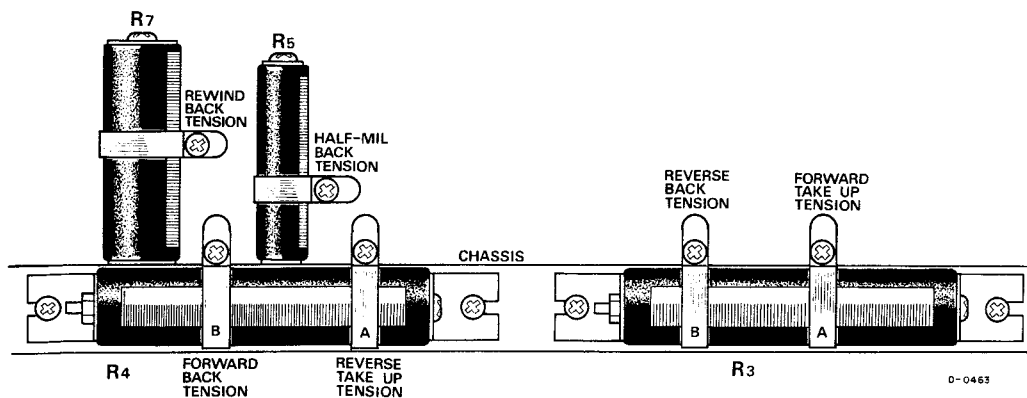 R7
R5
REWIND
BACK
TENSION
HALF-MIL
BACK
TENSION
REVERSE
BACK
TENSION
FORWARD
TAKE UP
TENSION
CHASSIS
B
A
B
A
R4
FORWARD
BACK
TENSION
REVERSE
TAKE UP
TENSION
R3
D-0463